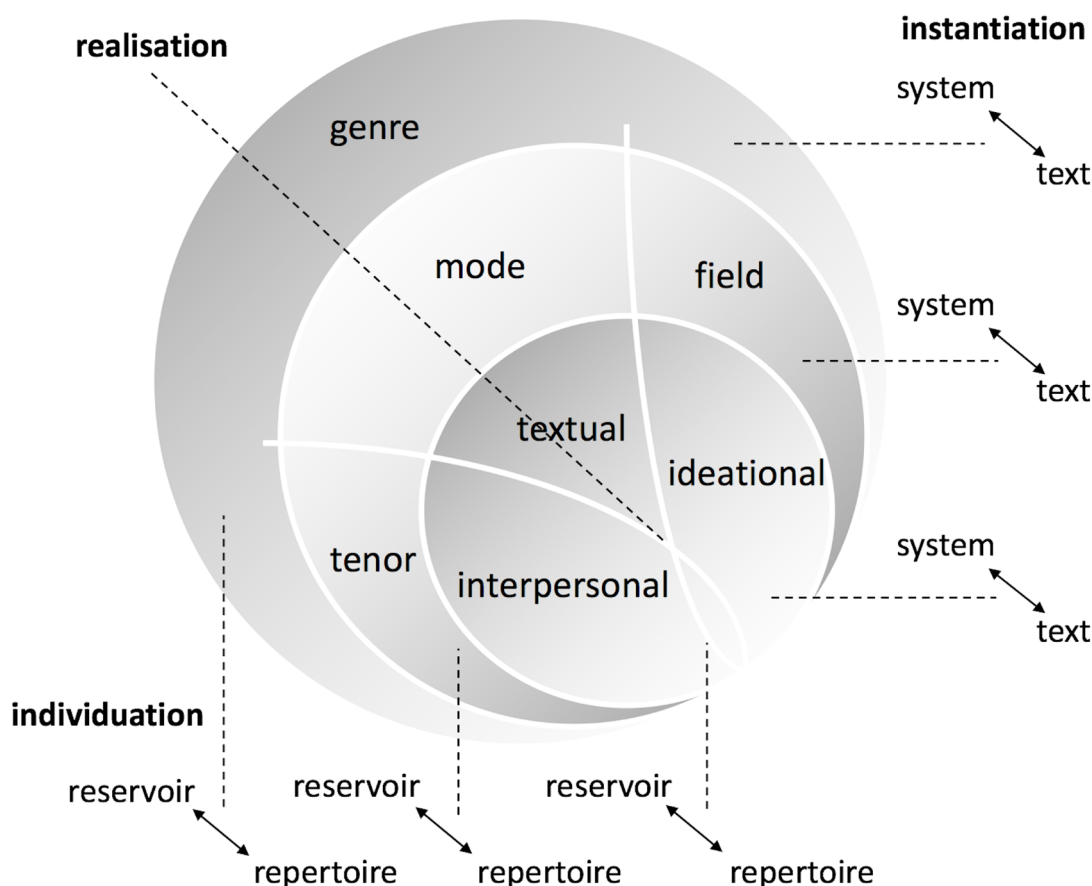 realisation
instantiation
system
text
genre
mode
field
system
text
textual
ideational
tenor
interpersonal
system
text
individuation
reservoir
repertoire
reservoir
repertoire
reservoir
repertoire